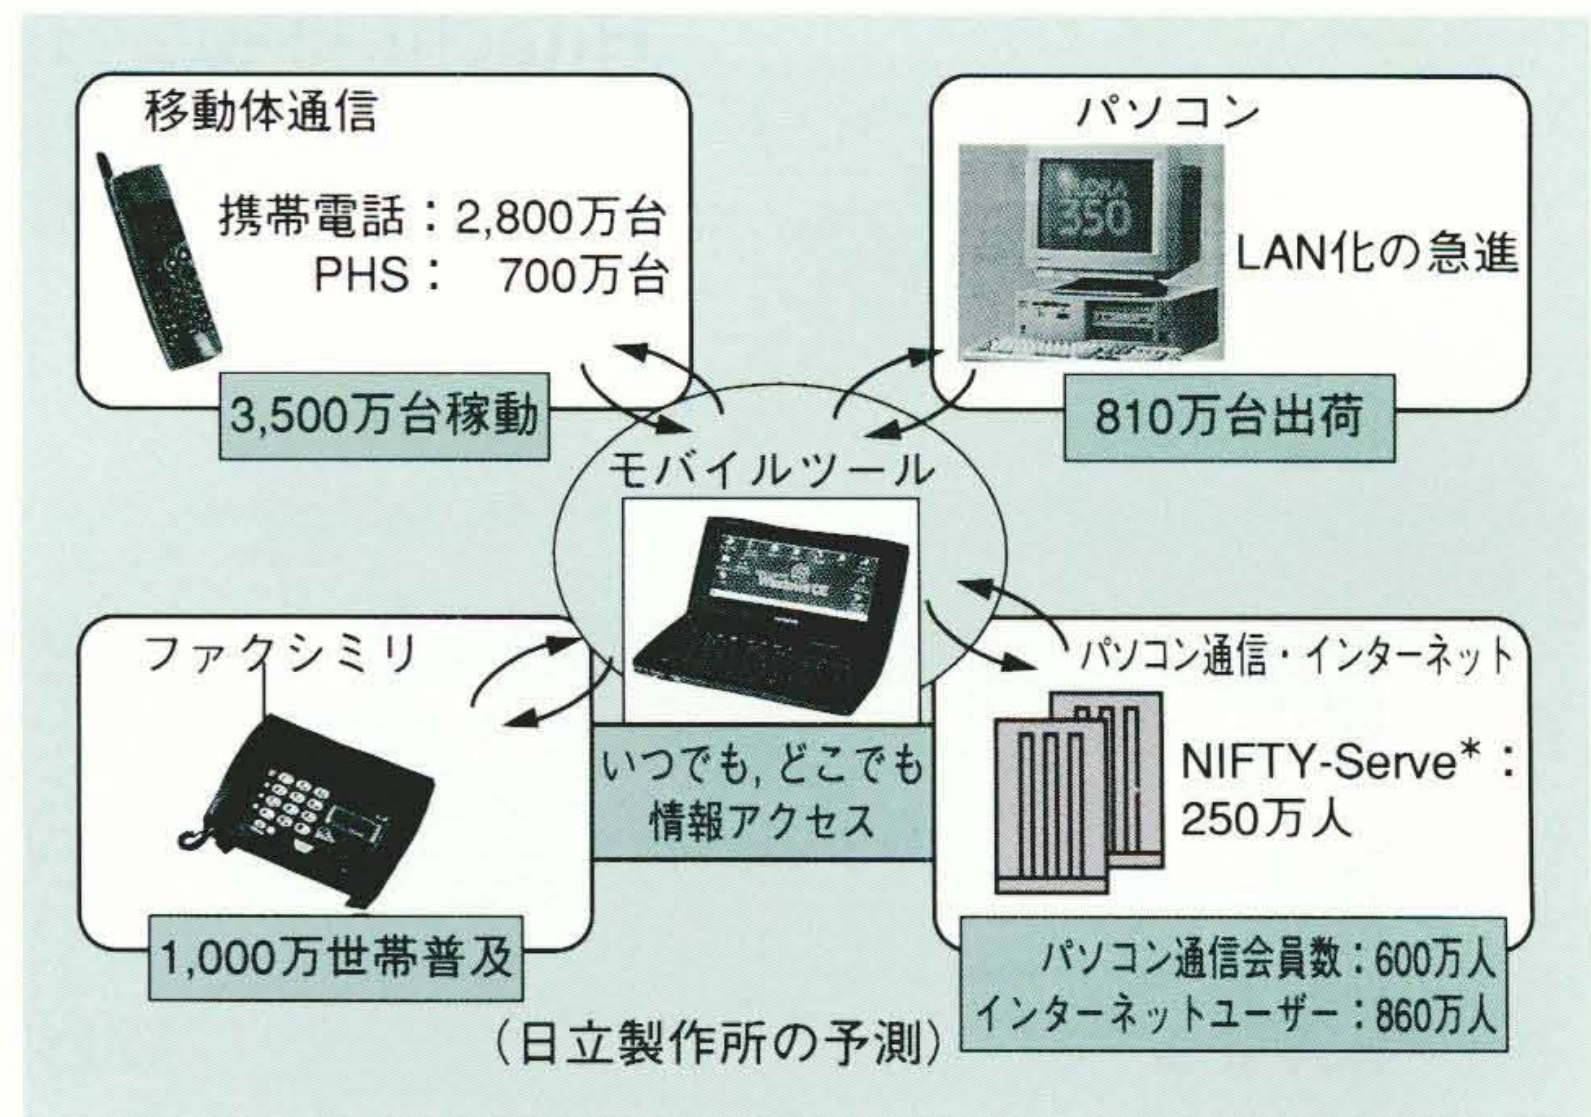 移動体通信
携帯電話：2,800万台
PHS： 700万台
3,500万台稼動
パソコン
350
LAN化の急進
810万台出荷
モバイルツール
いつでも, どこでも
情報アクセス
ファクシミリ
1,000万世帯普及
パソコン通信・インターネット
NIFTY-Serve*：
250万人
パソコン通信会員数：600万人
インターネットユーザー：860万人
（日立製作所の予測）